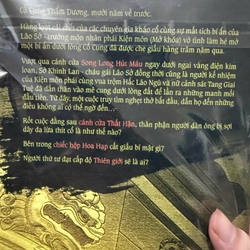 Cố Cung Thẩm Dương, mười năm về trước.
Hàng loạt cái chết của các chuyên gia khảo cổ cùng sự mất tích bí ẩn của
Lão Sở - trưởng môn nhân phái Kiện môn (Mở khóa) vô tình làm hé mở
một bí ẩn dưới lòng cố Cung đã được che giấu hàng trăm năm qua.
Vượt qua cánh cửa Song Long Hút Máu ngay dưới ngai vàng điện kim
loan, Sở Khinh Lan - cháu gái Lão Sở đồng thời cũng là người kế nhiệm
của Kiện môn phái cùng vua trộm Hắc Lão Ngũ và nữ cảnh sát Tang Giai
Tuệ đã dấn thân vào mê cung dưới lòng đất để lần ra những manh mối
đầu tiên. Từ đây, một cuộc truy tìm nghẹt thở bắt đầu, dẫn họ đến những
điều không ai có thể ngờ đến...
Rốt cuộc đằng sau cánh cửa Thất Hận, thân phận người đàn ông bị sợi
dây da lừa thít cổ là như thế nào?
Bên trong chiếc hộp Hoa Hạp cất giấu bí mật gì?
Người thứ tư đạt cấp độ Thiên giới sẽ là ai?